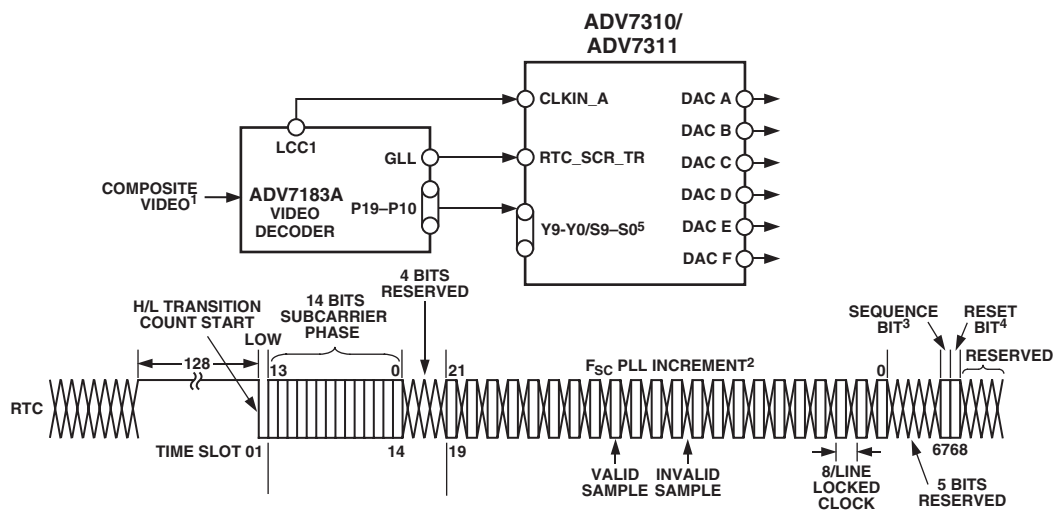 ADV7310/
ADV7311
CLKIN_A
DAC A
DAC B
LCC1
GLL
RTC_SCR_TR
DAC C
COMPOSITE
VIDEO1
ADV7183A
VIDEO
DECODER
P19–P10
DAC D
Y9-Y0/S9–S05
DAC E
DAC F
H/L TRANSITION
COUNT START
LOW
14 BITS
SUBCARRIER
PHASE
4 BITS
RESERVED
SEQUENCE
BIT3
RESET
BIT4
RESERVED
128
13
0
21
FSC PLL INCREMENT2
0
RTC
TIME SLOT 01
14
19
VALID
SAMPLE
INVALID
SAMPLE
8/LINE
LOCKED
CLOCK
6768
5 BITS
RESERVED